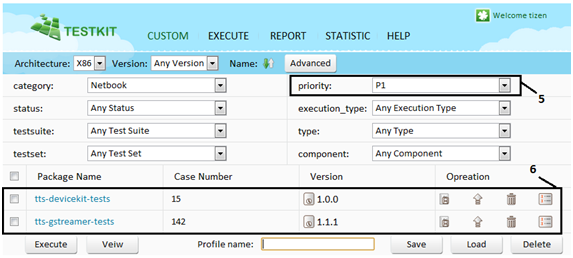 Welcome tizen
TESTKIT
CUSTOM EXECUTE REPORT STATISTIC HELP
Architecture: X86 Version: Any Version Name: Advanced
category: Netbook priority: P1
5
status: Any Status execution_type: Any Execution Type
testsuite: Any Test Suite type: Any Type
testset: Any Test Set component: Any Component
6
Package Name Case Number Version Opreation
tts-devicekit-tests 15 1.0.0
tts-gstreamer-tests 142 1.1.1
Execute Veiw Profile name: Save Load Delete